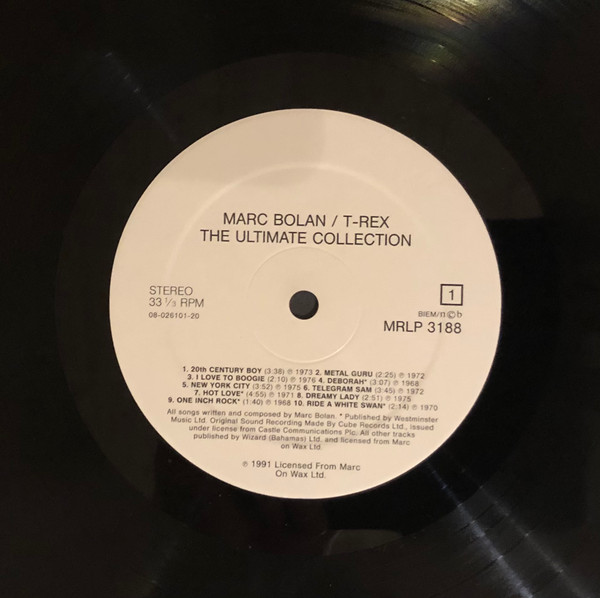 MARC BOLAN / T-REX
THE ULTIMATE COLLECTION
STEREO
33 ⅓ RPM
08-026101-20
1
BIEM/n©b
MRLP 3188
1. 20th CENTURY BOY (3:38) ℗ 1973 2. METAL GURU (2:25) ℗ 1972
3. I LOVE TO BOOGIE (2:10) ℗ 1976 4. DEBORAH* (3:07) ℗ 1968
5. NEW YORK CITY (3:52) ℗ 1975 6. TELEGRAM SAM (3:45) ℗ 1972
7. HOT LOVE* (4:55) ℗ 1971 8. DREAMY LADY (2:51) ℗ 1975
9. ONE INCH ROCK* (1:40) ℗ 1968 10. RIDE A WHITE SWAN* (2:14) ℗ 1970
All songs written and composed by Marc Bolan. * Published by Westminster
Music Ltd. Original Sound Recording Made By Cube Records Ltd., issued
under license from Castle Communications Plc. All other tracks
published by Wizard (Bahamas) Ltd. and licensed from Marc
on Wax Ltd.
℗ 1991 Licensed From Marc
On Wax Ltd.